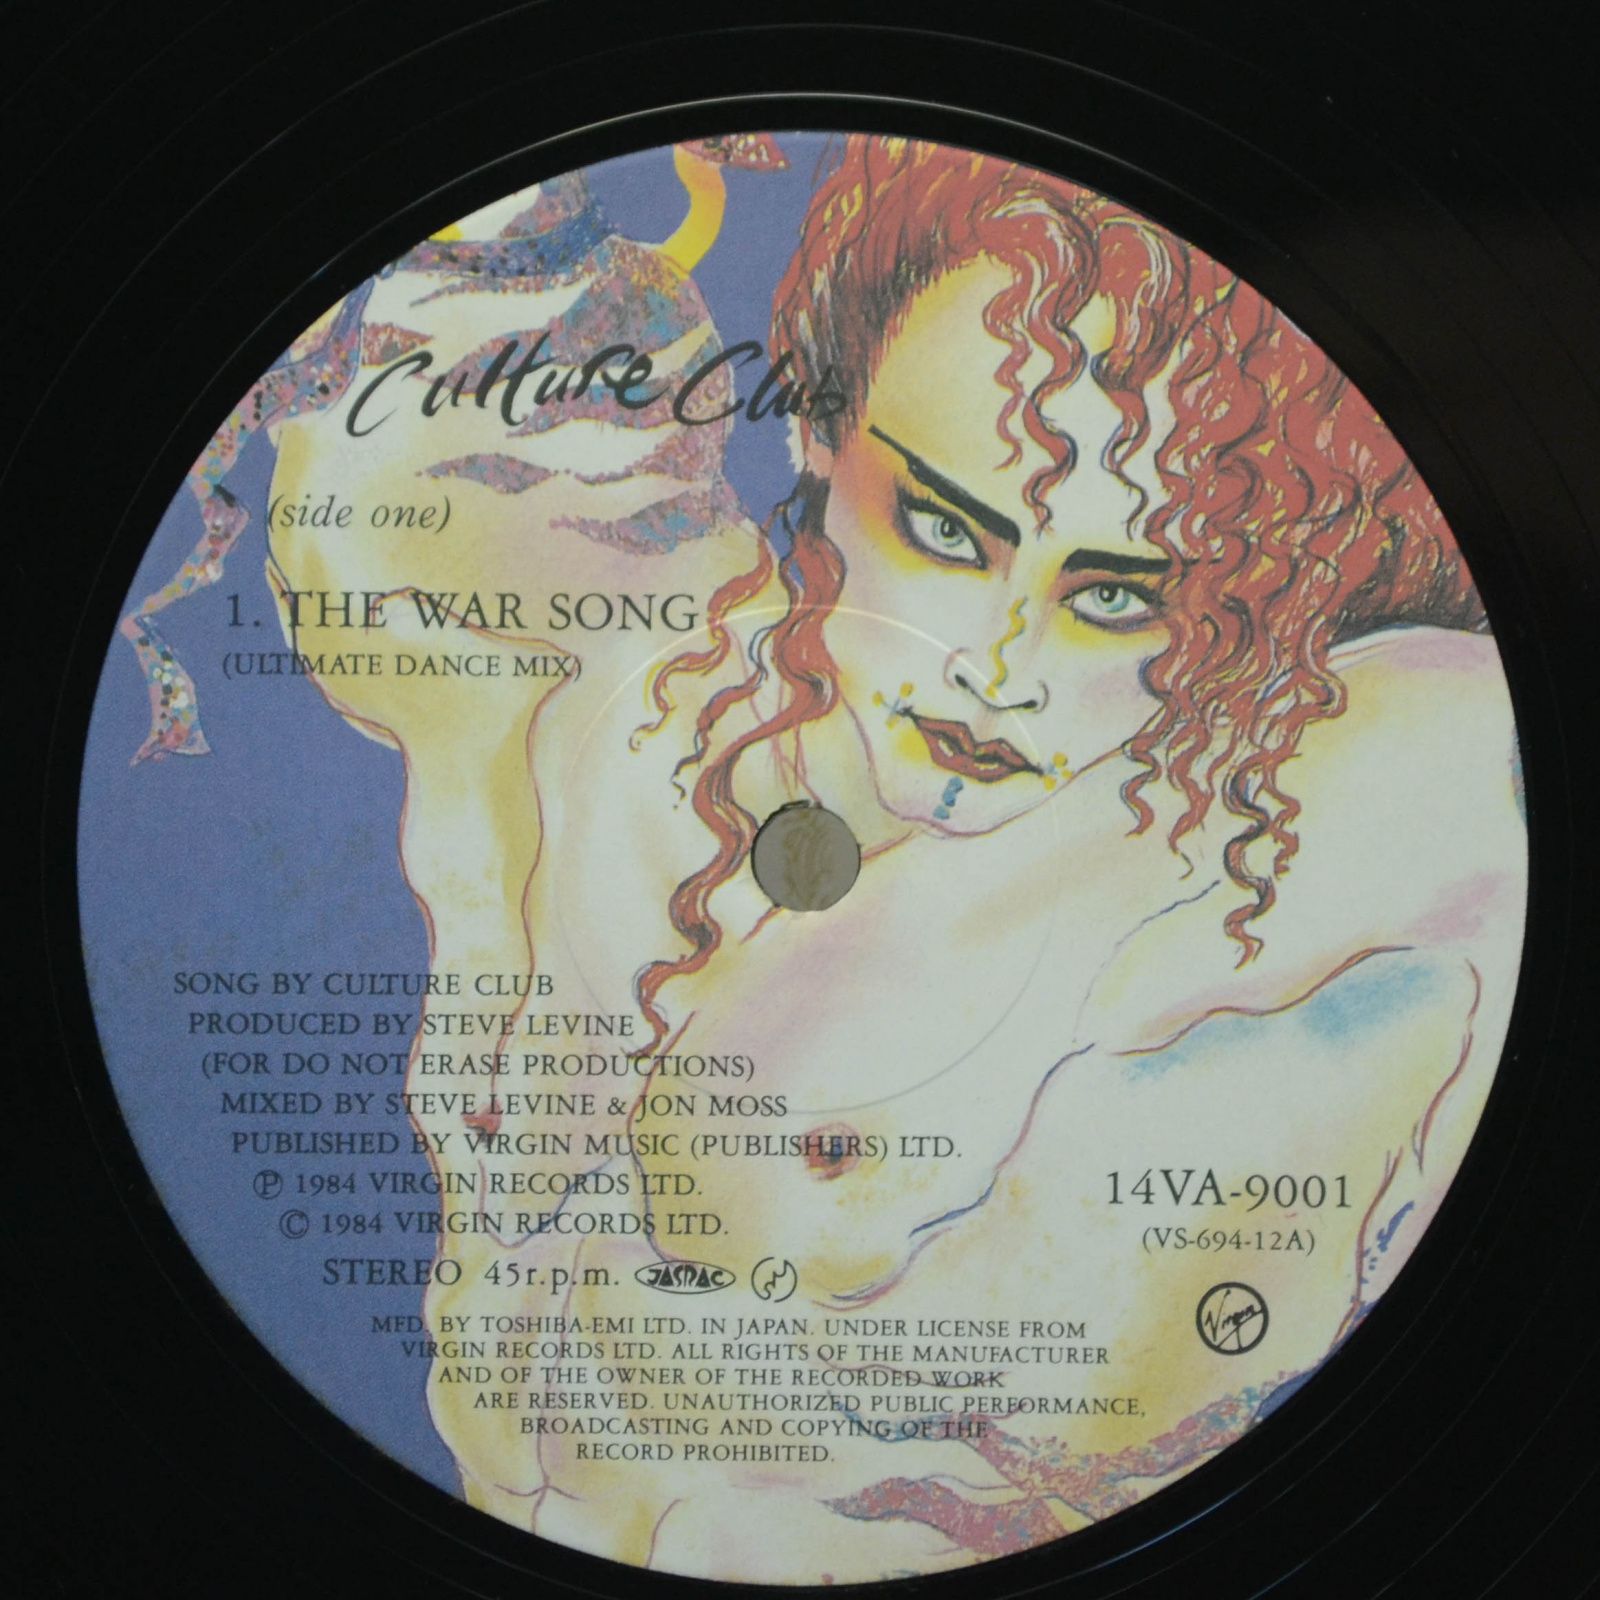 Culture Club
(side one)
1. THE WAR SONG
(ULTIMATE DANCE MIX)
SONG BY CULTURE CLUB
PRODUCED BY STEVE LEVINE
(FOR DO NOT ERASE PRODUCTIONS)
MIXED BY STEVE LEVINE & JON MOSS
PUBLISHED BY VIRGIN MUSIC (PUBLISHERS) LTD.
℗ 1984 VIRGIN RECORDS LTD.
© 1984 VIRGIN RECORDS LTD.
STEREO 45r.p.m. JASRAC
14VA-9001
(VS-694-12A)
Virgin
MFD. BY TOSHIBA-EMI LTD. IN JAPAN. UNDER LICENSE FROM
VIRGIN RECORDS LTD. ALL RIGHTS OF THE MANUFACTURER
AND OF THE OWNER OF THE RECORDED WORK
ARE RESERVED. UNAUTHORIZED PUBLIC PERFORMANCE,
BROADCASTING AND COPYING OF THE
RECORD PROHIBITED.